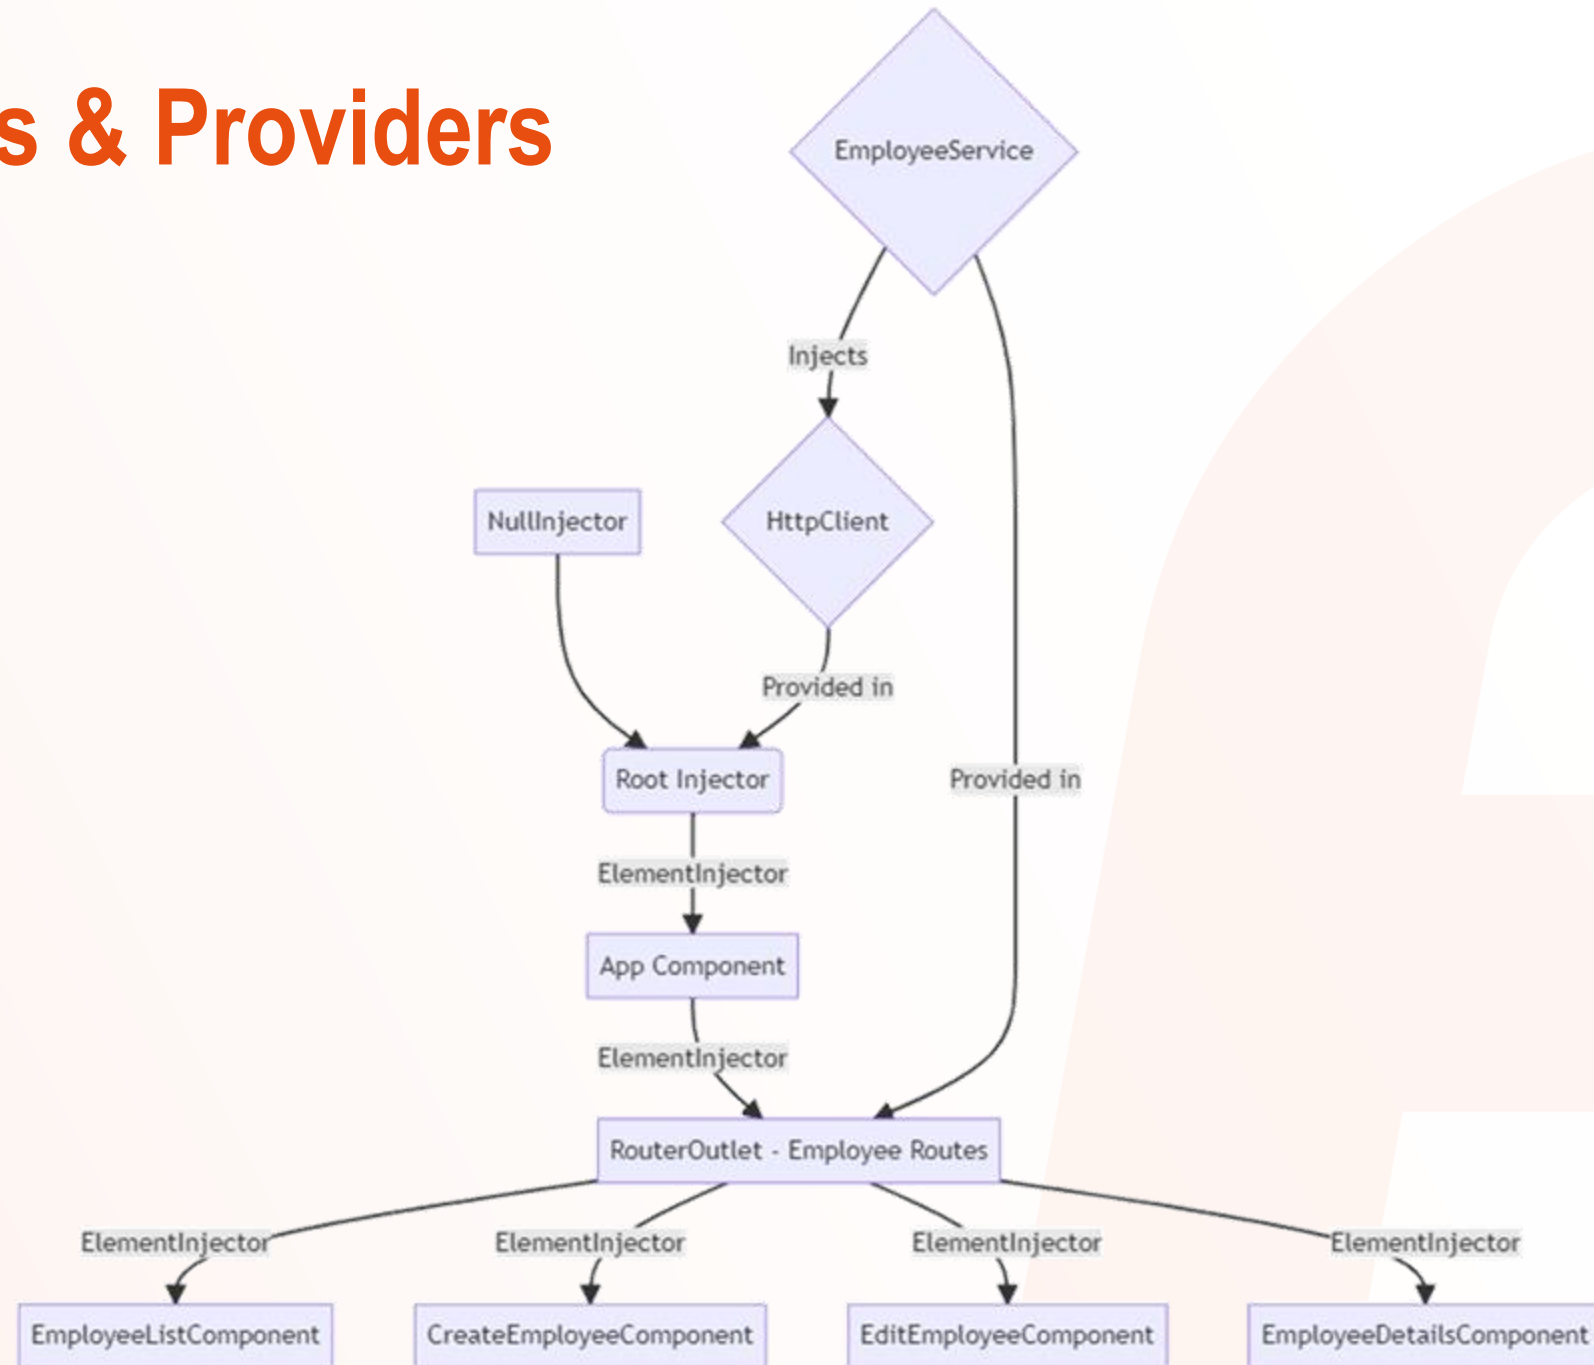 s & Providers
EmployeeService
Injects
NullInjector
HttpClient
Provided in
Root Injector
Provided in
ElementInjector
App Component
ElementInjector
RouterOutlet - Employee Routes
ElementInjector
ElementInjector
ElementInjector
ElementInjector
EmployeeListComponent
CreateEmployeeComponent
EditEmployeeComponent
EmployeeDetailsComponent